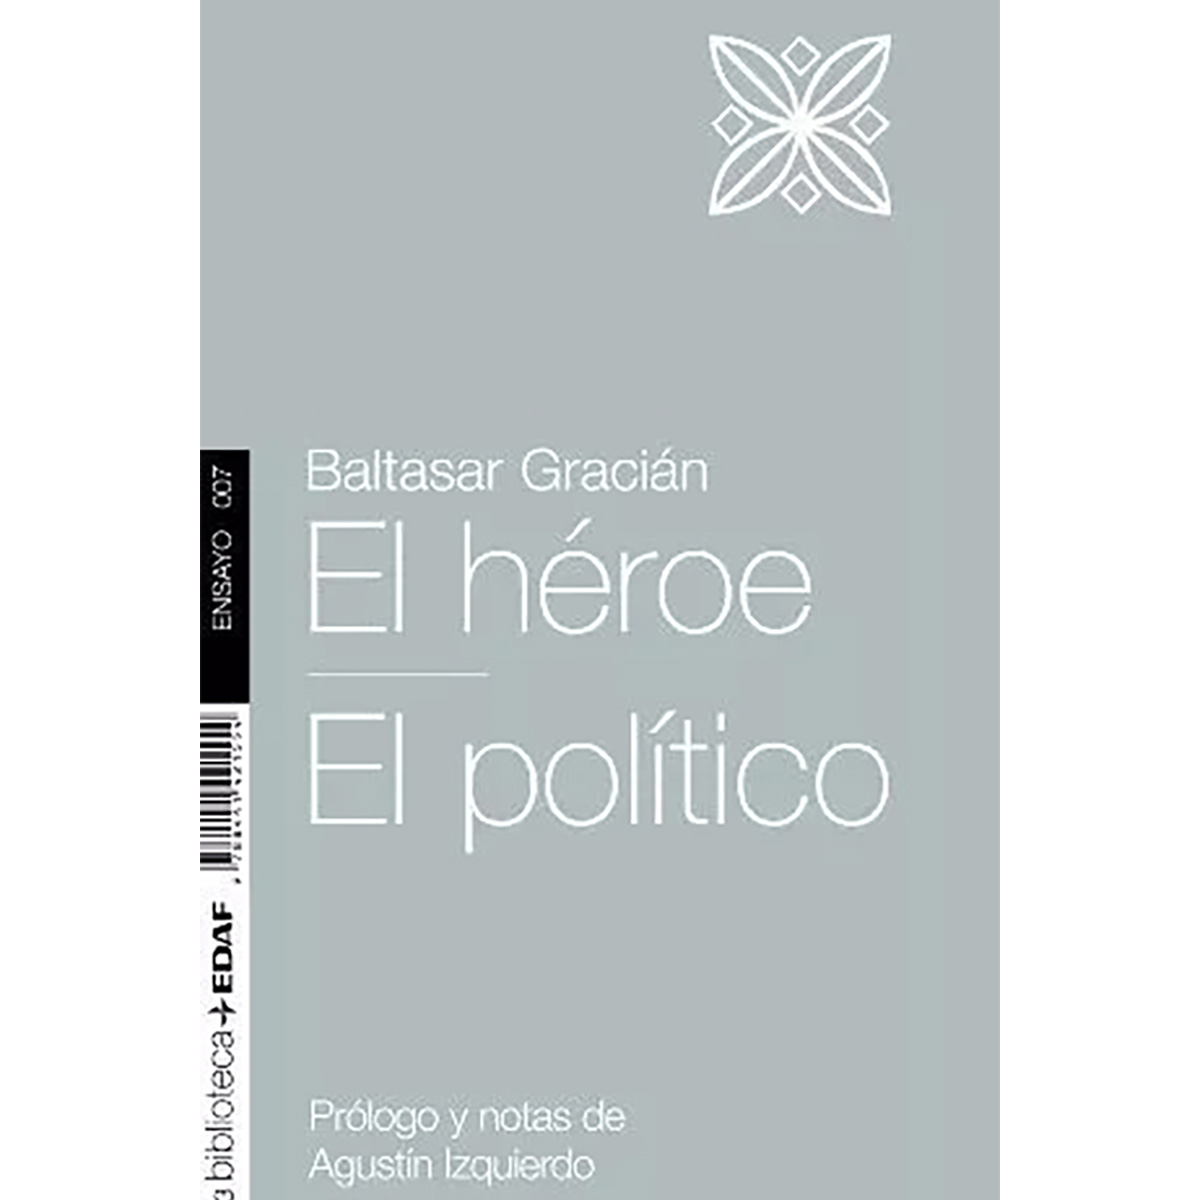 Baltasar Gracián
El héroe
El político
Prólogo y notas de
Agustín Izquierdo
ENSAYO 007
biblioteca EDAF